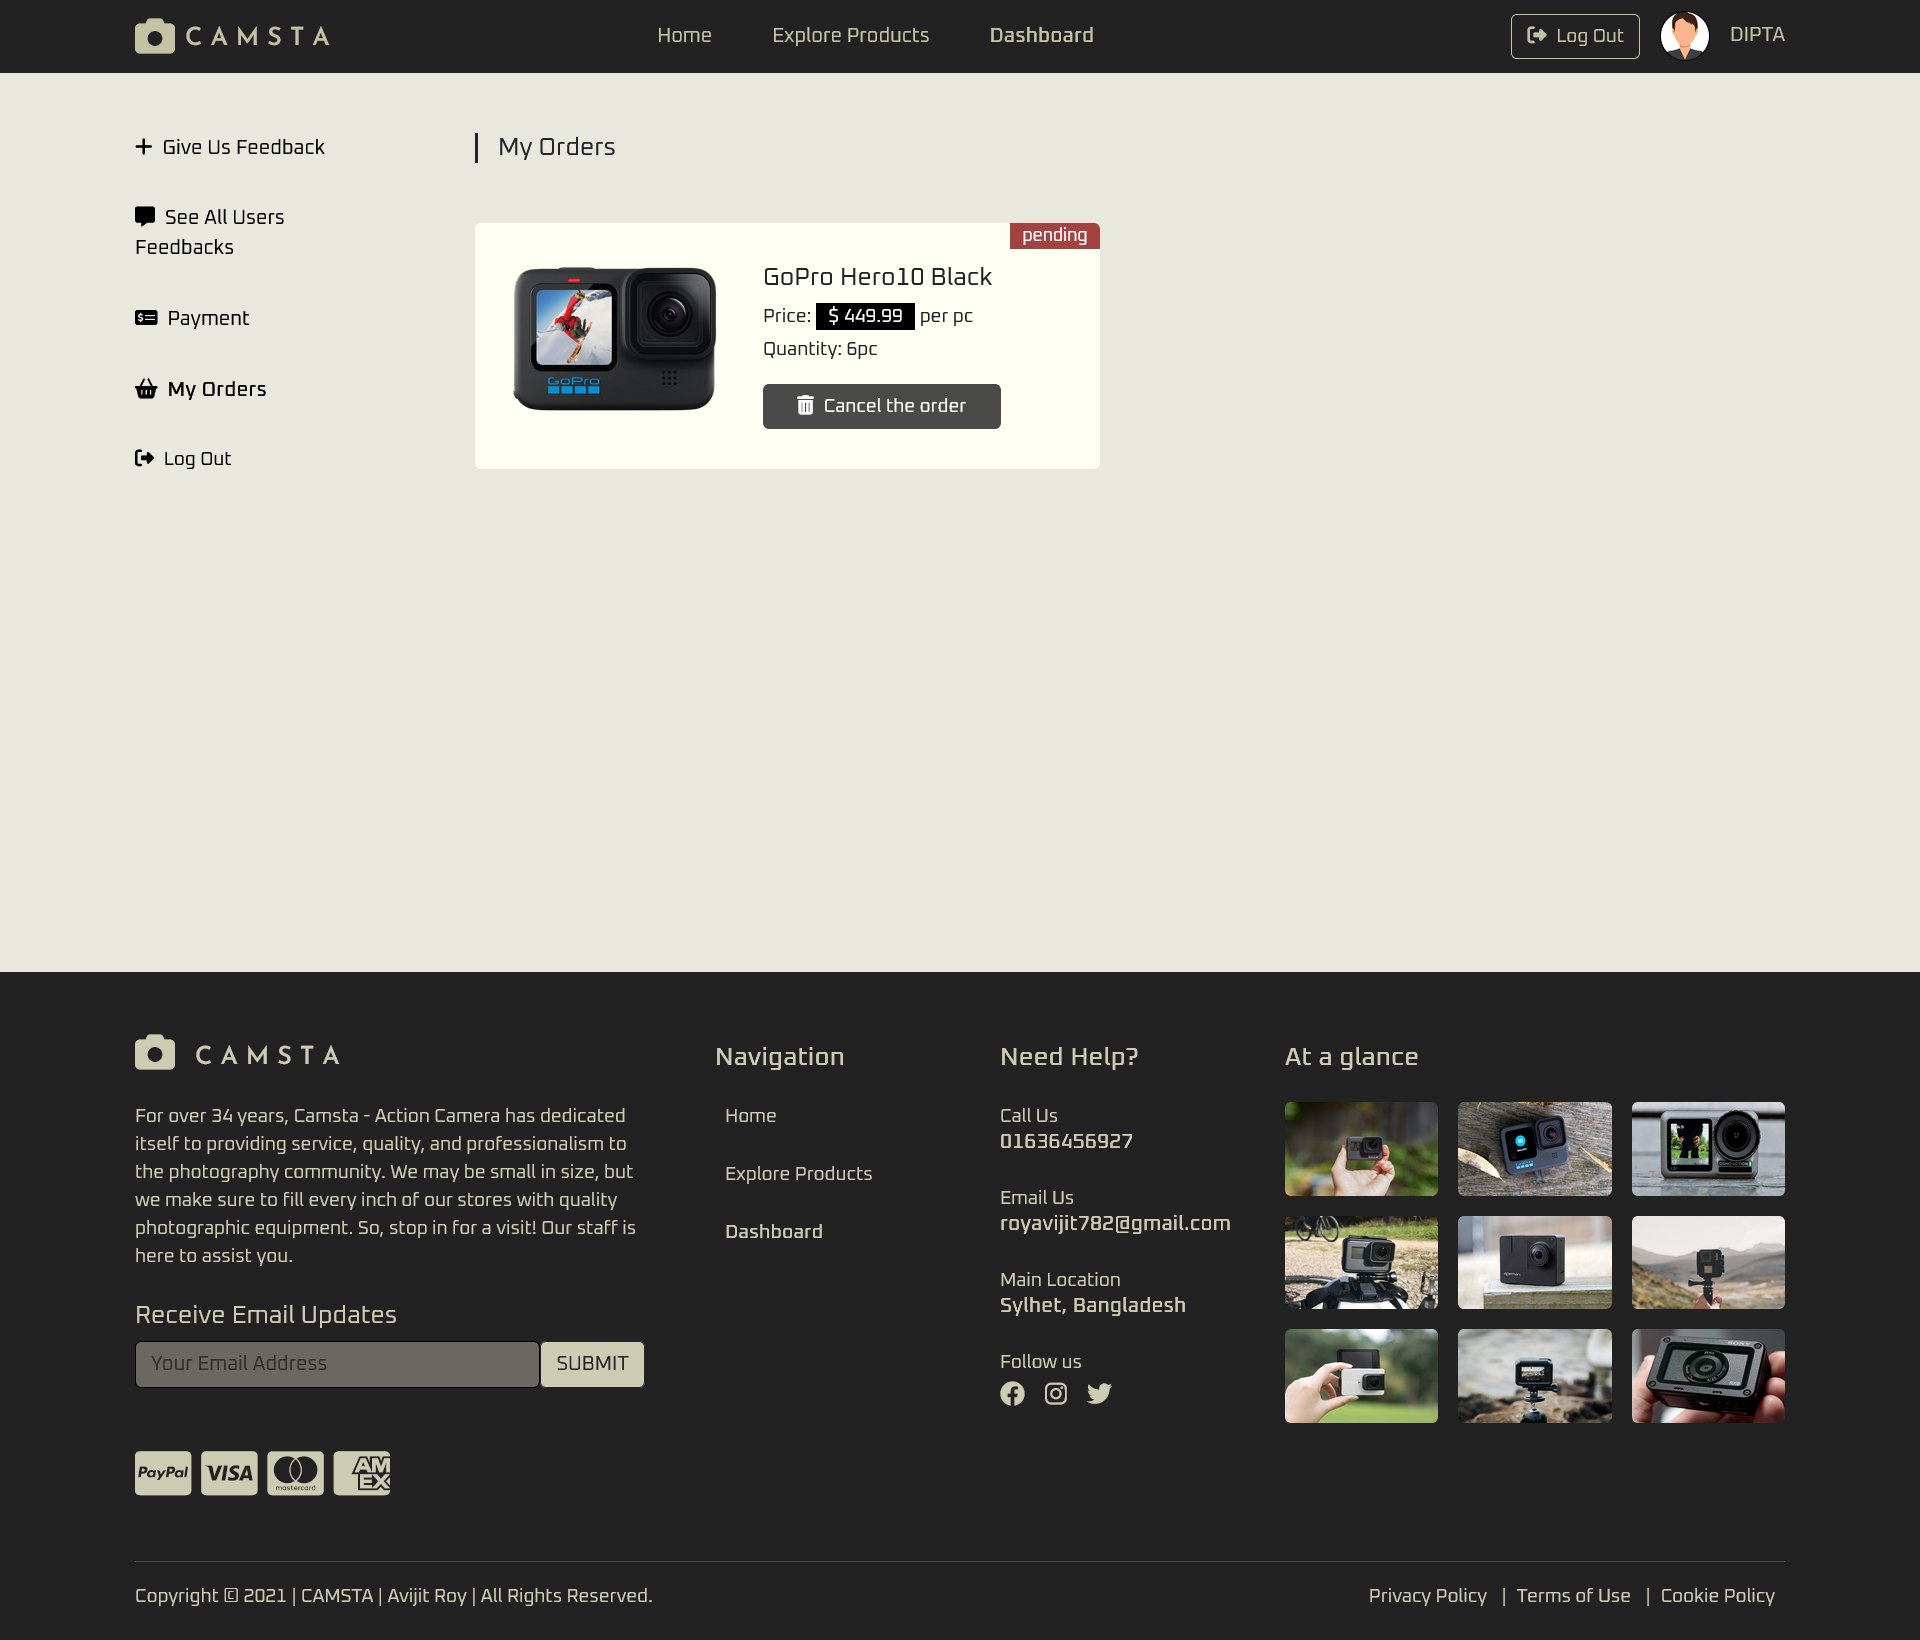 CAMSTA
Home
Explore Products
Dashboard
Log Out
DIPTA
Give Us Feedback
See All Users
Feedbacks
Payment
My Orders
Log Out
My Orders
pending
GoPro
GoPro Hero10 Black
Price: $ 449.99 per pc
Quantity: 6pc
Cancel the order
CAMSTA
For over 34 years, Camsta - Action Camera has dedicated
itself to providing service, quality, and professionalism to
the photography community. We may be small in size, but
we make sure to fill every inch of our stores with quality
photographic equipment. So, stop in for a visit! Our staff is
here to assist you.
Receive Email Updates
Your Email Address
SUBMIT
PayPal
VISA
mastercard
AM
EX
Navigation
Home
Explore Products
Dashboard
Need Help?
Call Us
01636456927
Email Us
royavijit782@gmail.com
Main Location
Sylhet, Bangladesh
Follow us
At a glance
GoPro
SONY
Copyright © 2021 | CAMSTA | Avijit Roy | All Rights Reserved.
Privacy Policy | Terms of Use | Cookie Policy